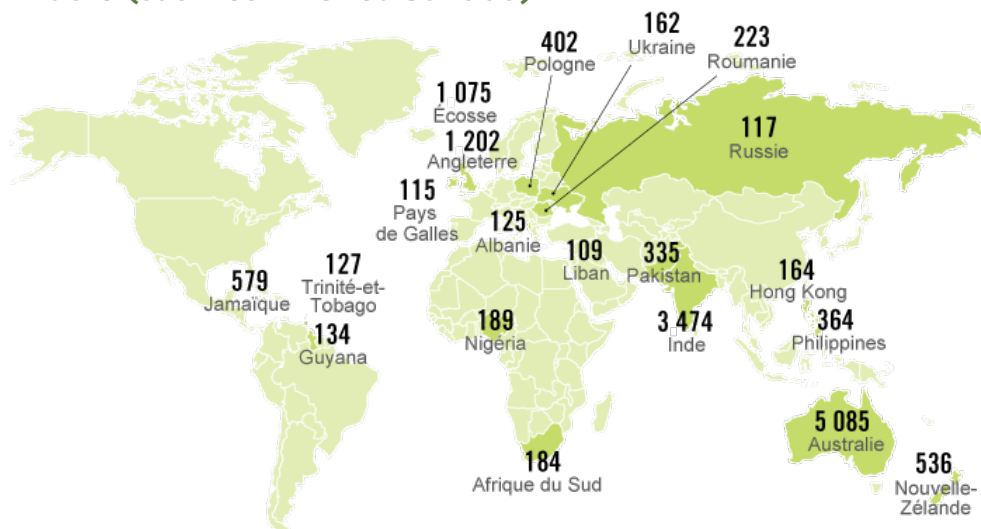 402
Pologne
162
Ukraine
223
Roumanie
1 075
Écosse
1 202
Angleterre
117
Russie
115
Pays
de Galles
125
Albanie
109
Liban
335
Pakistan
164
Hong Kong
579
Jamaïque
127
Trinité-et-
Tobago
134
Guyana
189
Nigéria
3 474
Inde
364
Philippines
5 085
Australie
184
Afrique du Sud
536
Nouvelle-
Zélande